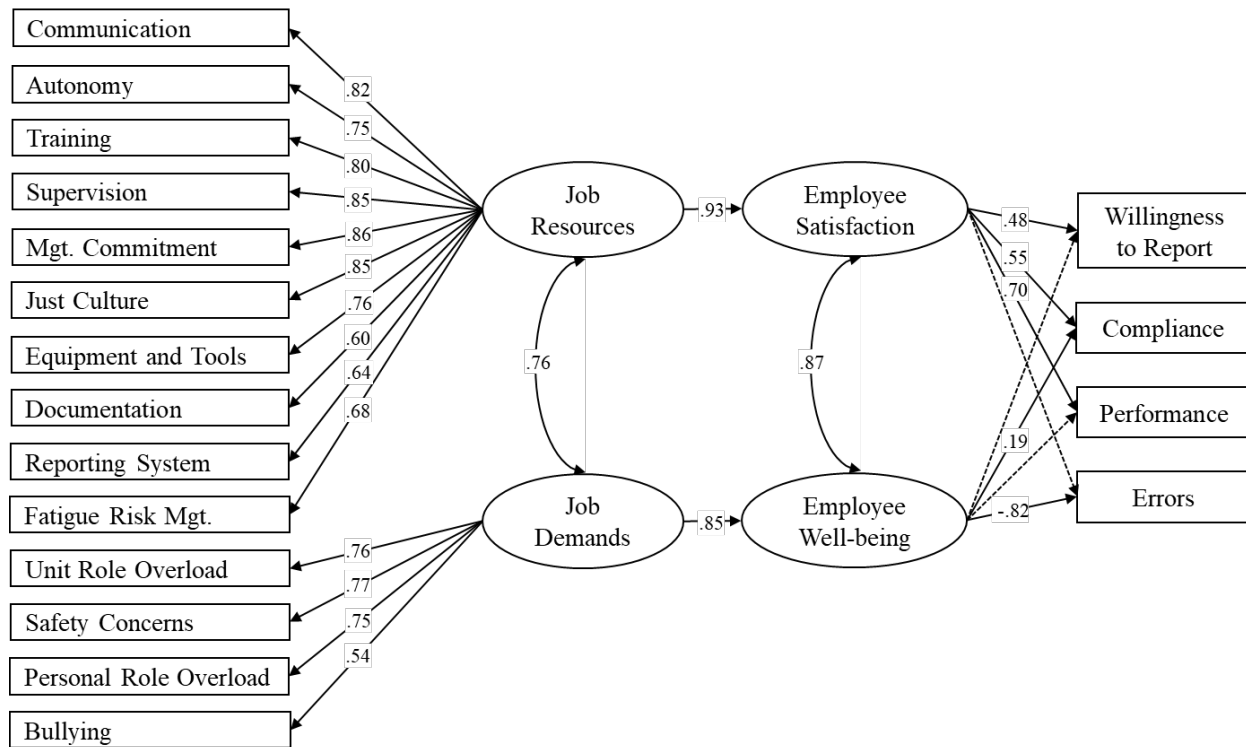 Communication
Autonomy
Training
Supervision
Mgt. Commitment
Just Culture
Equipment and Tools
Documentation
Reporting System
Fatigue Risk Mgt.
Unit Role Overload
Safety Concerns
Personal Role Overload
Bullying
.82
.75
.80
.85
.86
.85
.76
.60
.64
.68
.76
.77
.75
.54
Job
Resources
.76
Job
Demands
.93
.85
Employee
Satisfaction
.87
Employee
Well-being
.48
.55
.70
.19
-.82
Willingness
to Report
Compliance
Performance
Errors